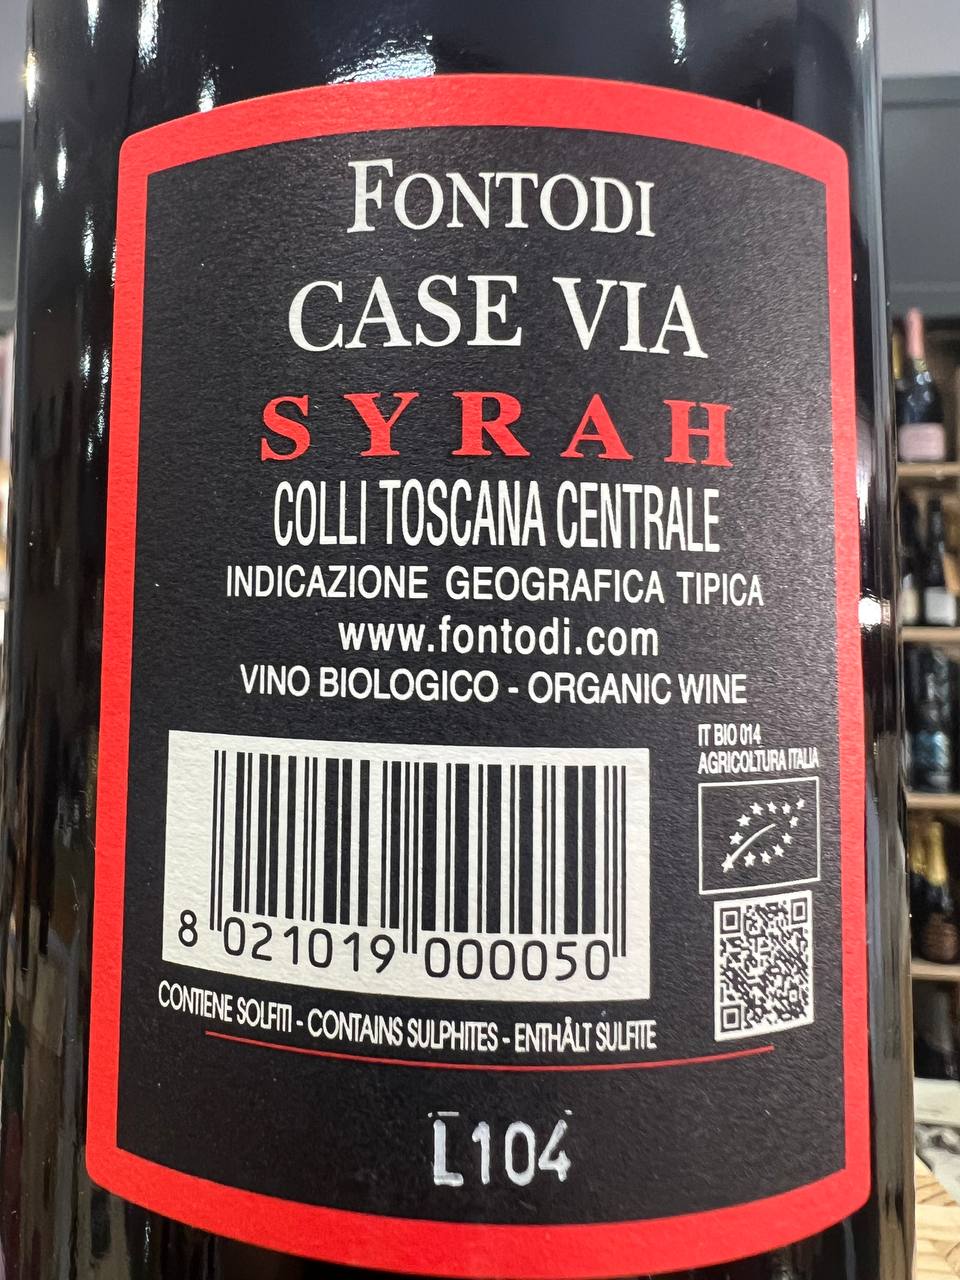 FONTODI
CASE VIA
SYRAH
COLLI TOSCANA CENTRALE
INDICAZIONE GEOGRAFICA TIPICA
www.fontodi.com
VINO BIOLOGICO - ORGANIC WINE
IT BIO 014
AGRICOLTURA ITALIA
8 021019 000050
CONTIENE SOLFITI - CONTAINS SULPHITES - ENTHÅLT SULFITE
L104